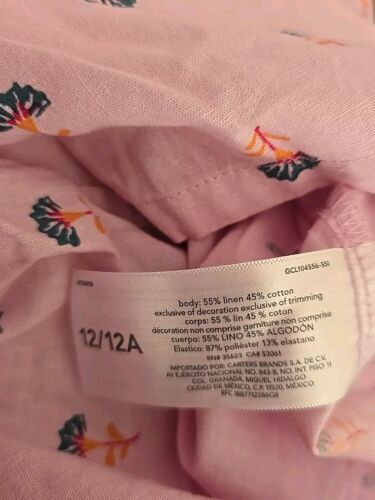 GCL104556-SSI
body: 55% linen 45% cotton
exclusive of decoration exclusive of trimming
corps: 55 % lin 45 % coton
décoration non comprise garniture non comprise
cuerpo: 55% LINO 45% ALGODÓN
Elastico: 87% poliéster 13% elastano
RN# 35623 CA# 53061
IMPORTADO POR: CARTERS BRANDS S.A. DE C.V.
AV EJÉRCITO NACIONAL NO. 843-B, NO. INT. PISO 11
COL. GRANADA, MIGUEL HIDALGO
CIUDAD DE MÉXICO, C.P. 11520, MÉXICO
12/12A